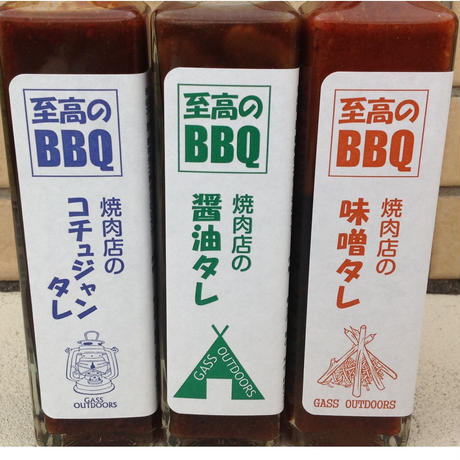 至高の
BBQ
焼肉店の
コチュジャン
タレ
GASS
OUTDOORS
至高の
BBQ
焼肉店の
醤油タレ
GASS OUTDOORS
至高の
BBQ
焼肉店の
味噌タレ
GASS OUTDOORS